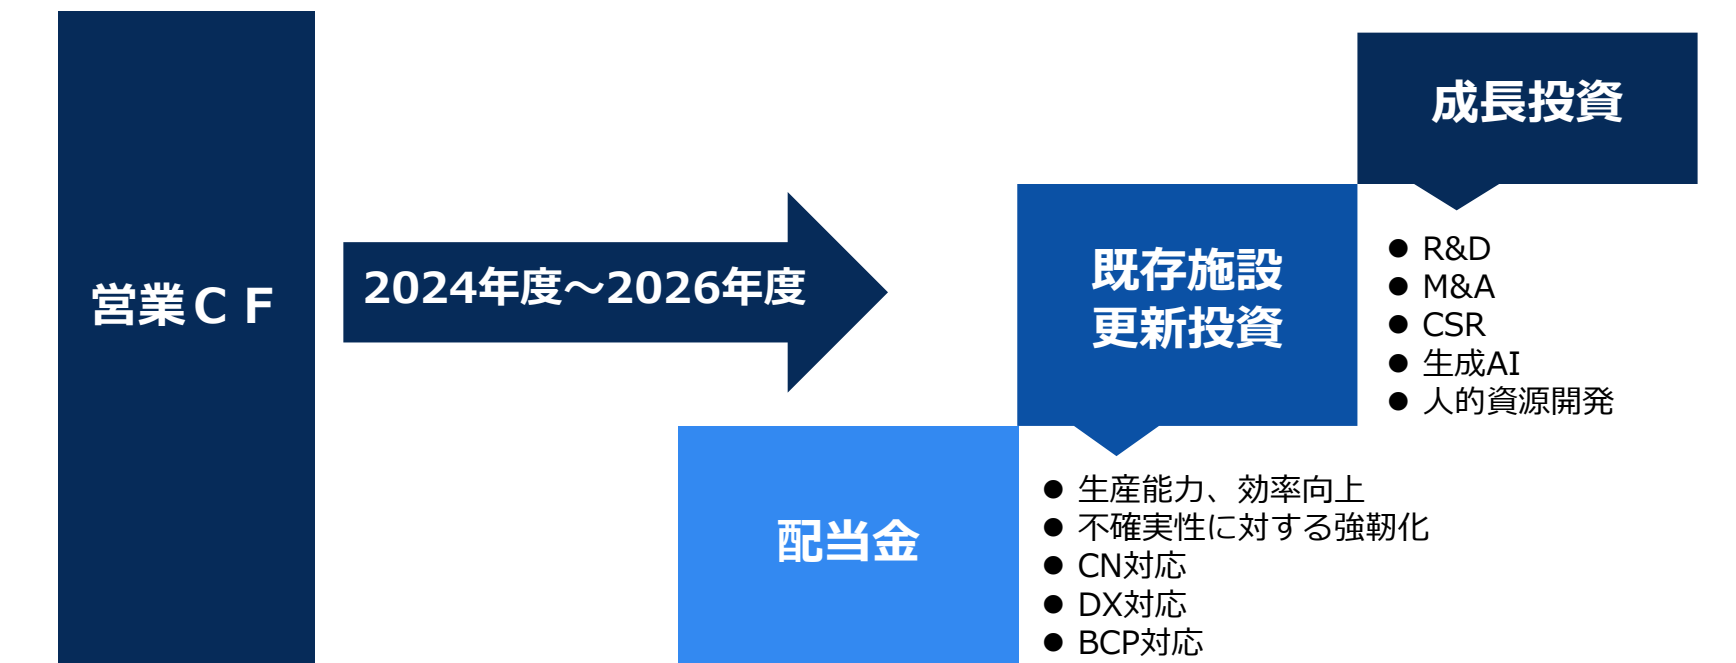 営業ＣＦ
2024年度～2026年度
成長投資
● R&D
● M&A
● CSR
● 生成AI
● 人的資源開発
既存施設
更新投資
● 生産能力、効率向上
● 不確実性に対する強靭化
● CN対応
● DX対応
● BCP対応
配当金